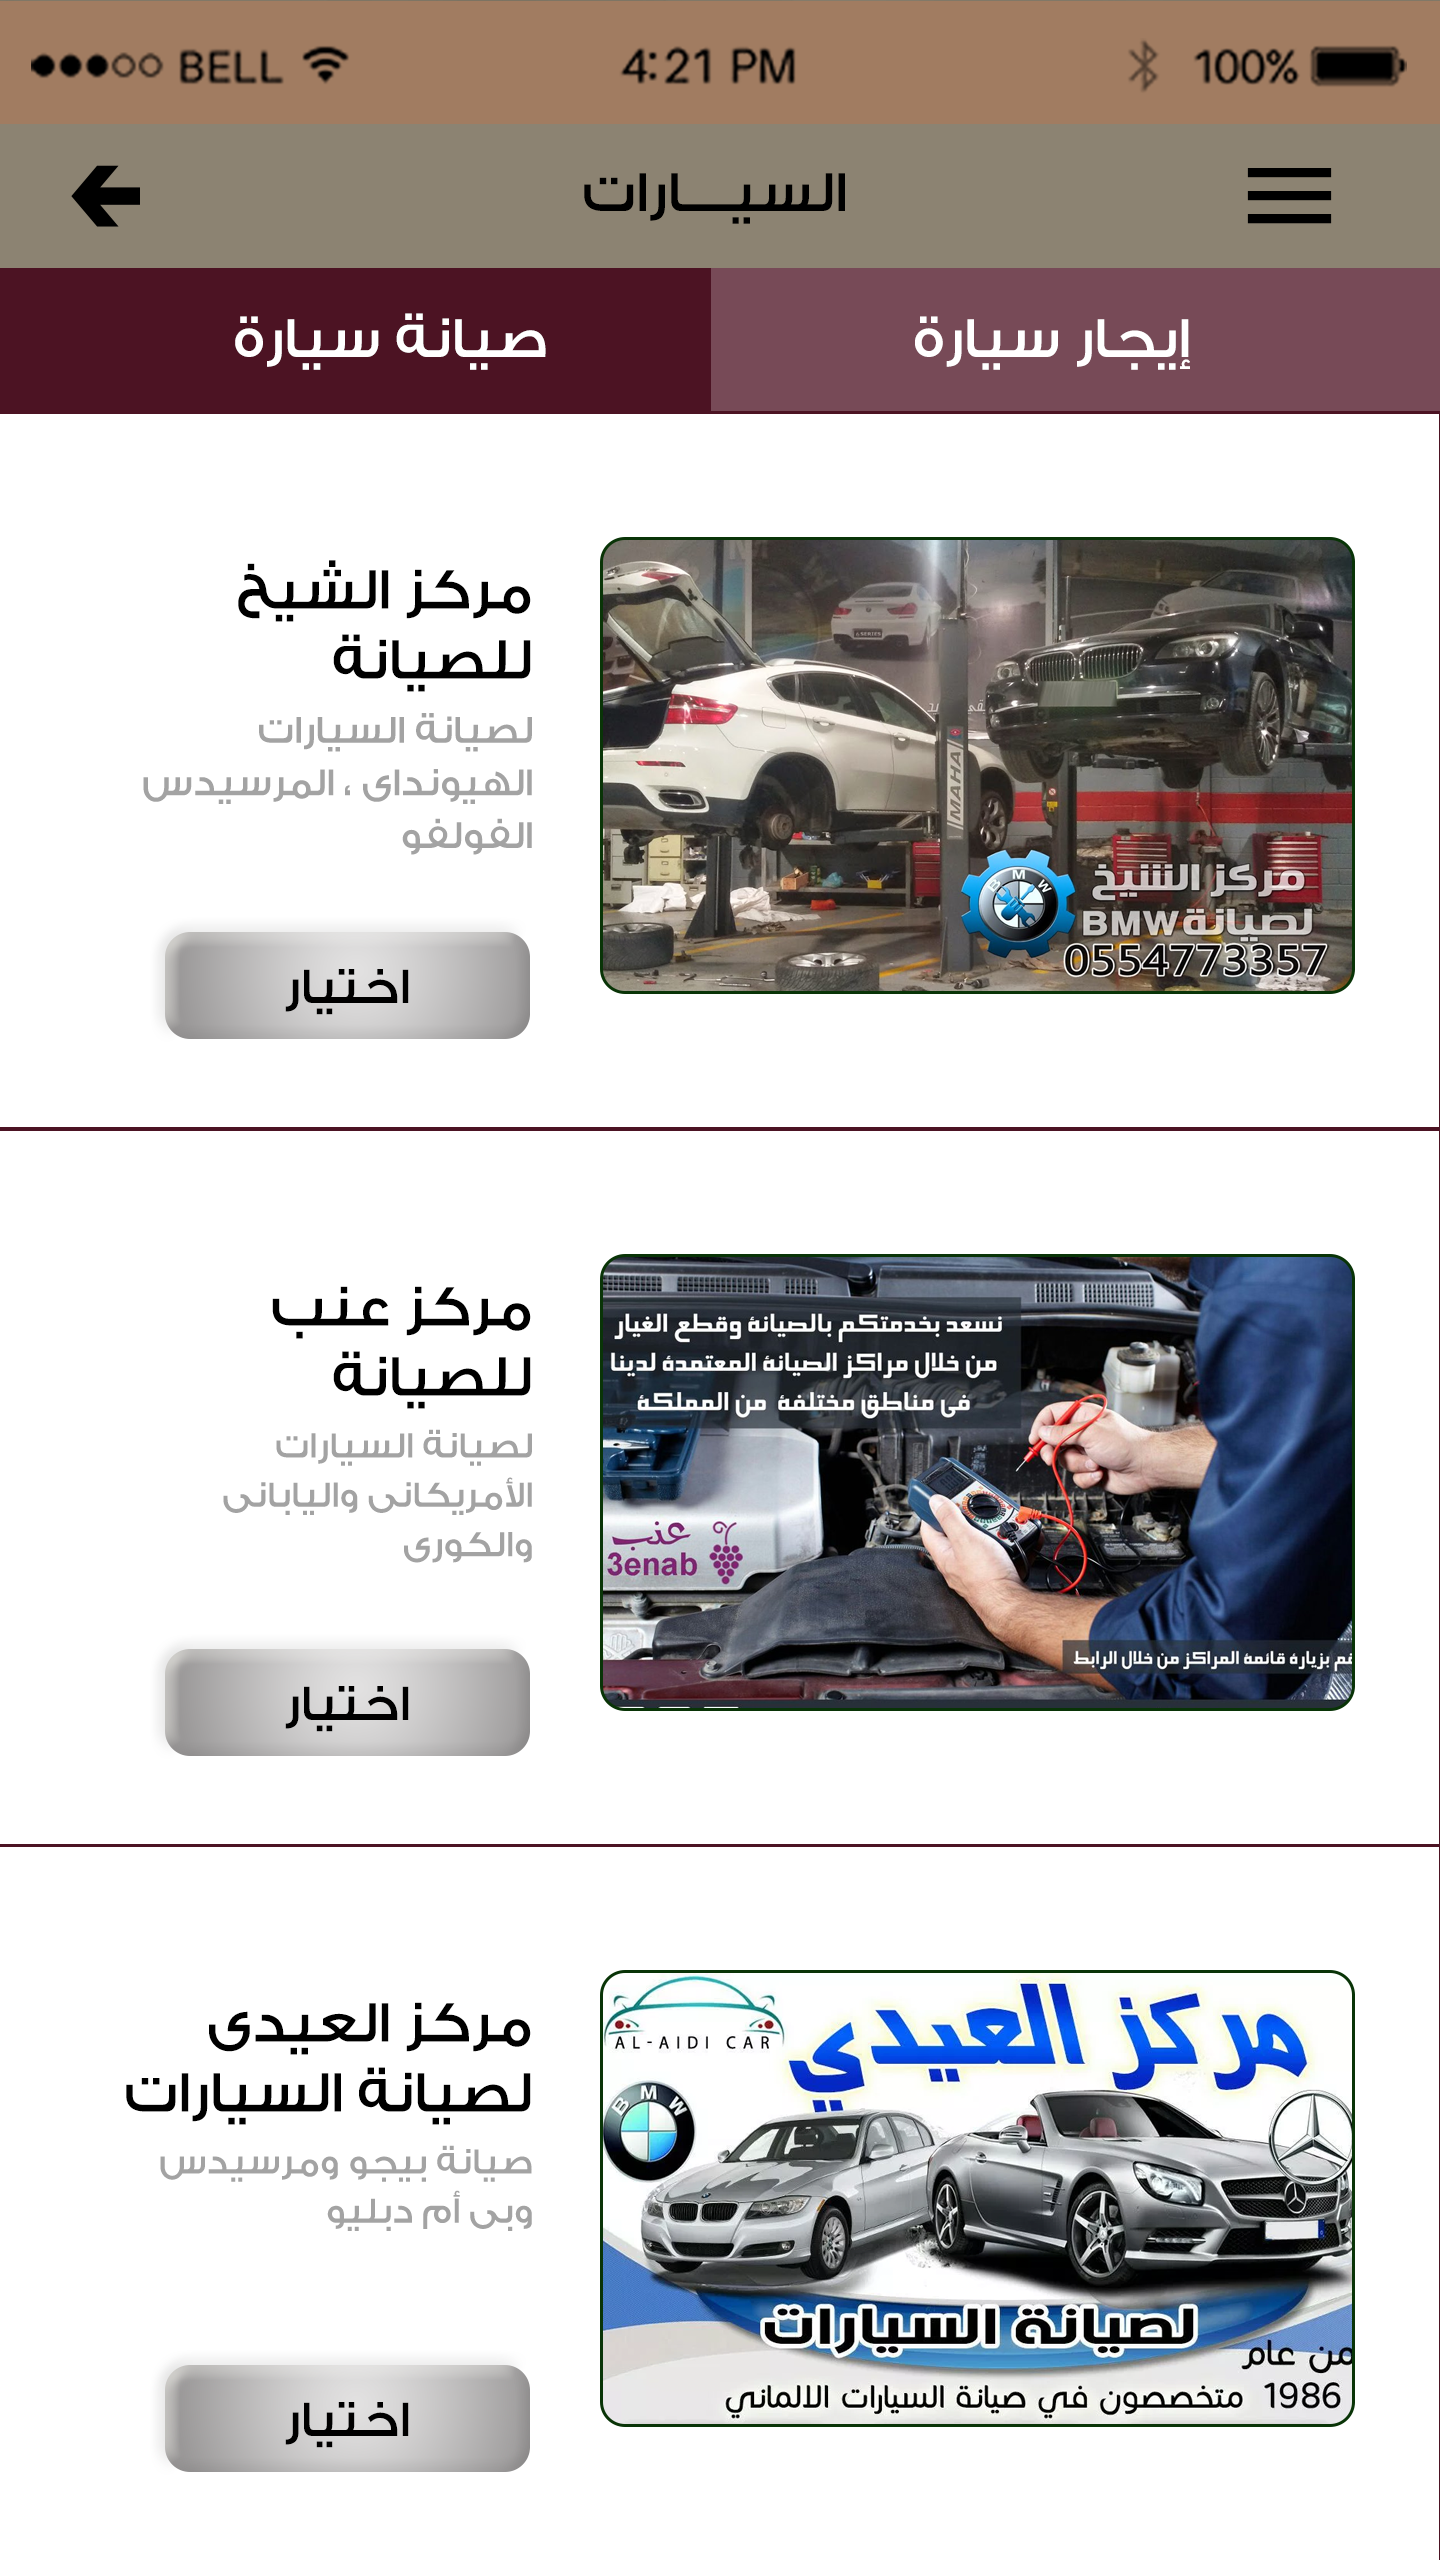 BELL 4:21 PM 100%
السيـــارات
إيجار سيارة
صيانة سيارة
مركز الشيخ
للصيانة
لصيانة السيارات
الهيونداى ، المرسيدس
الفولفو
اختيار
MAHA
BMW
مركز الشيخ
لصيانة BMW
0554773357
مركز عنب
للصيانة
لصيانة السيارات
الأمريكانى واليابانى
والكورى
اختيار
نسعد بخدمتكم بالصيانة وقطع الغيار
من خلال مراكز الصيانة المعتمدة لدينا
فى مناطق مختلفة من المملكة
عنب
3enab
بزيارة قائمة المراكز من خلال الرابط
مركز العيدى
لصيانة السيارات
صيانة بيجو ومرسيدس
وبى أم دبليو
اختيار
AL-AIDI CAR
مركز العيدي
BMW
لصيانة السيارات
من عام
1986 متخصصون في صيانة السيارات الالماني